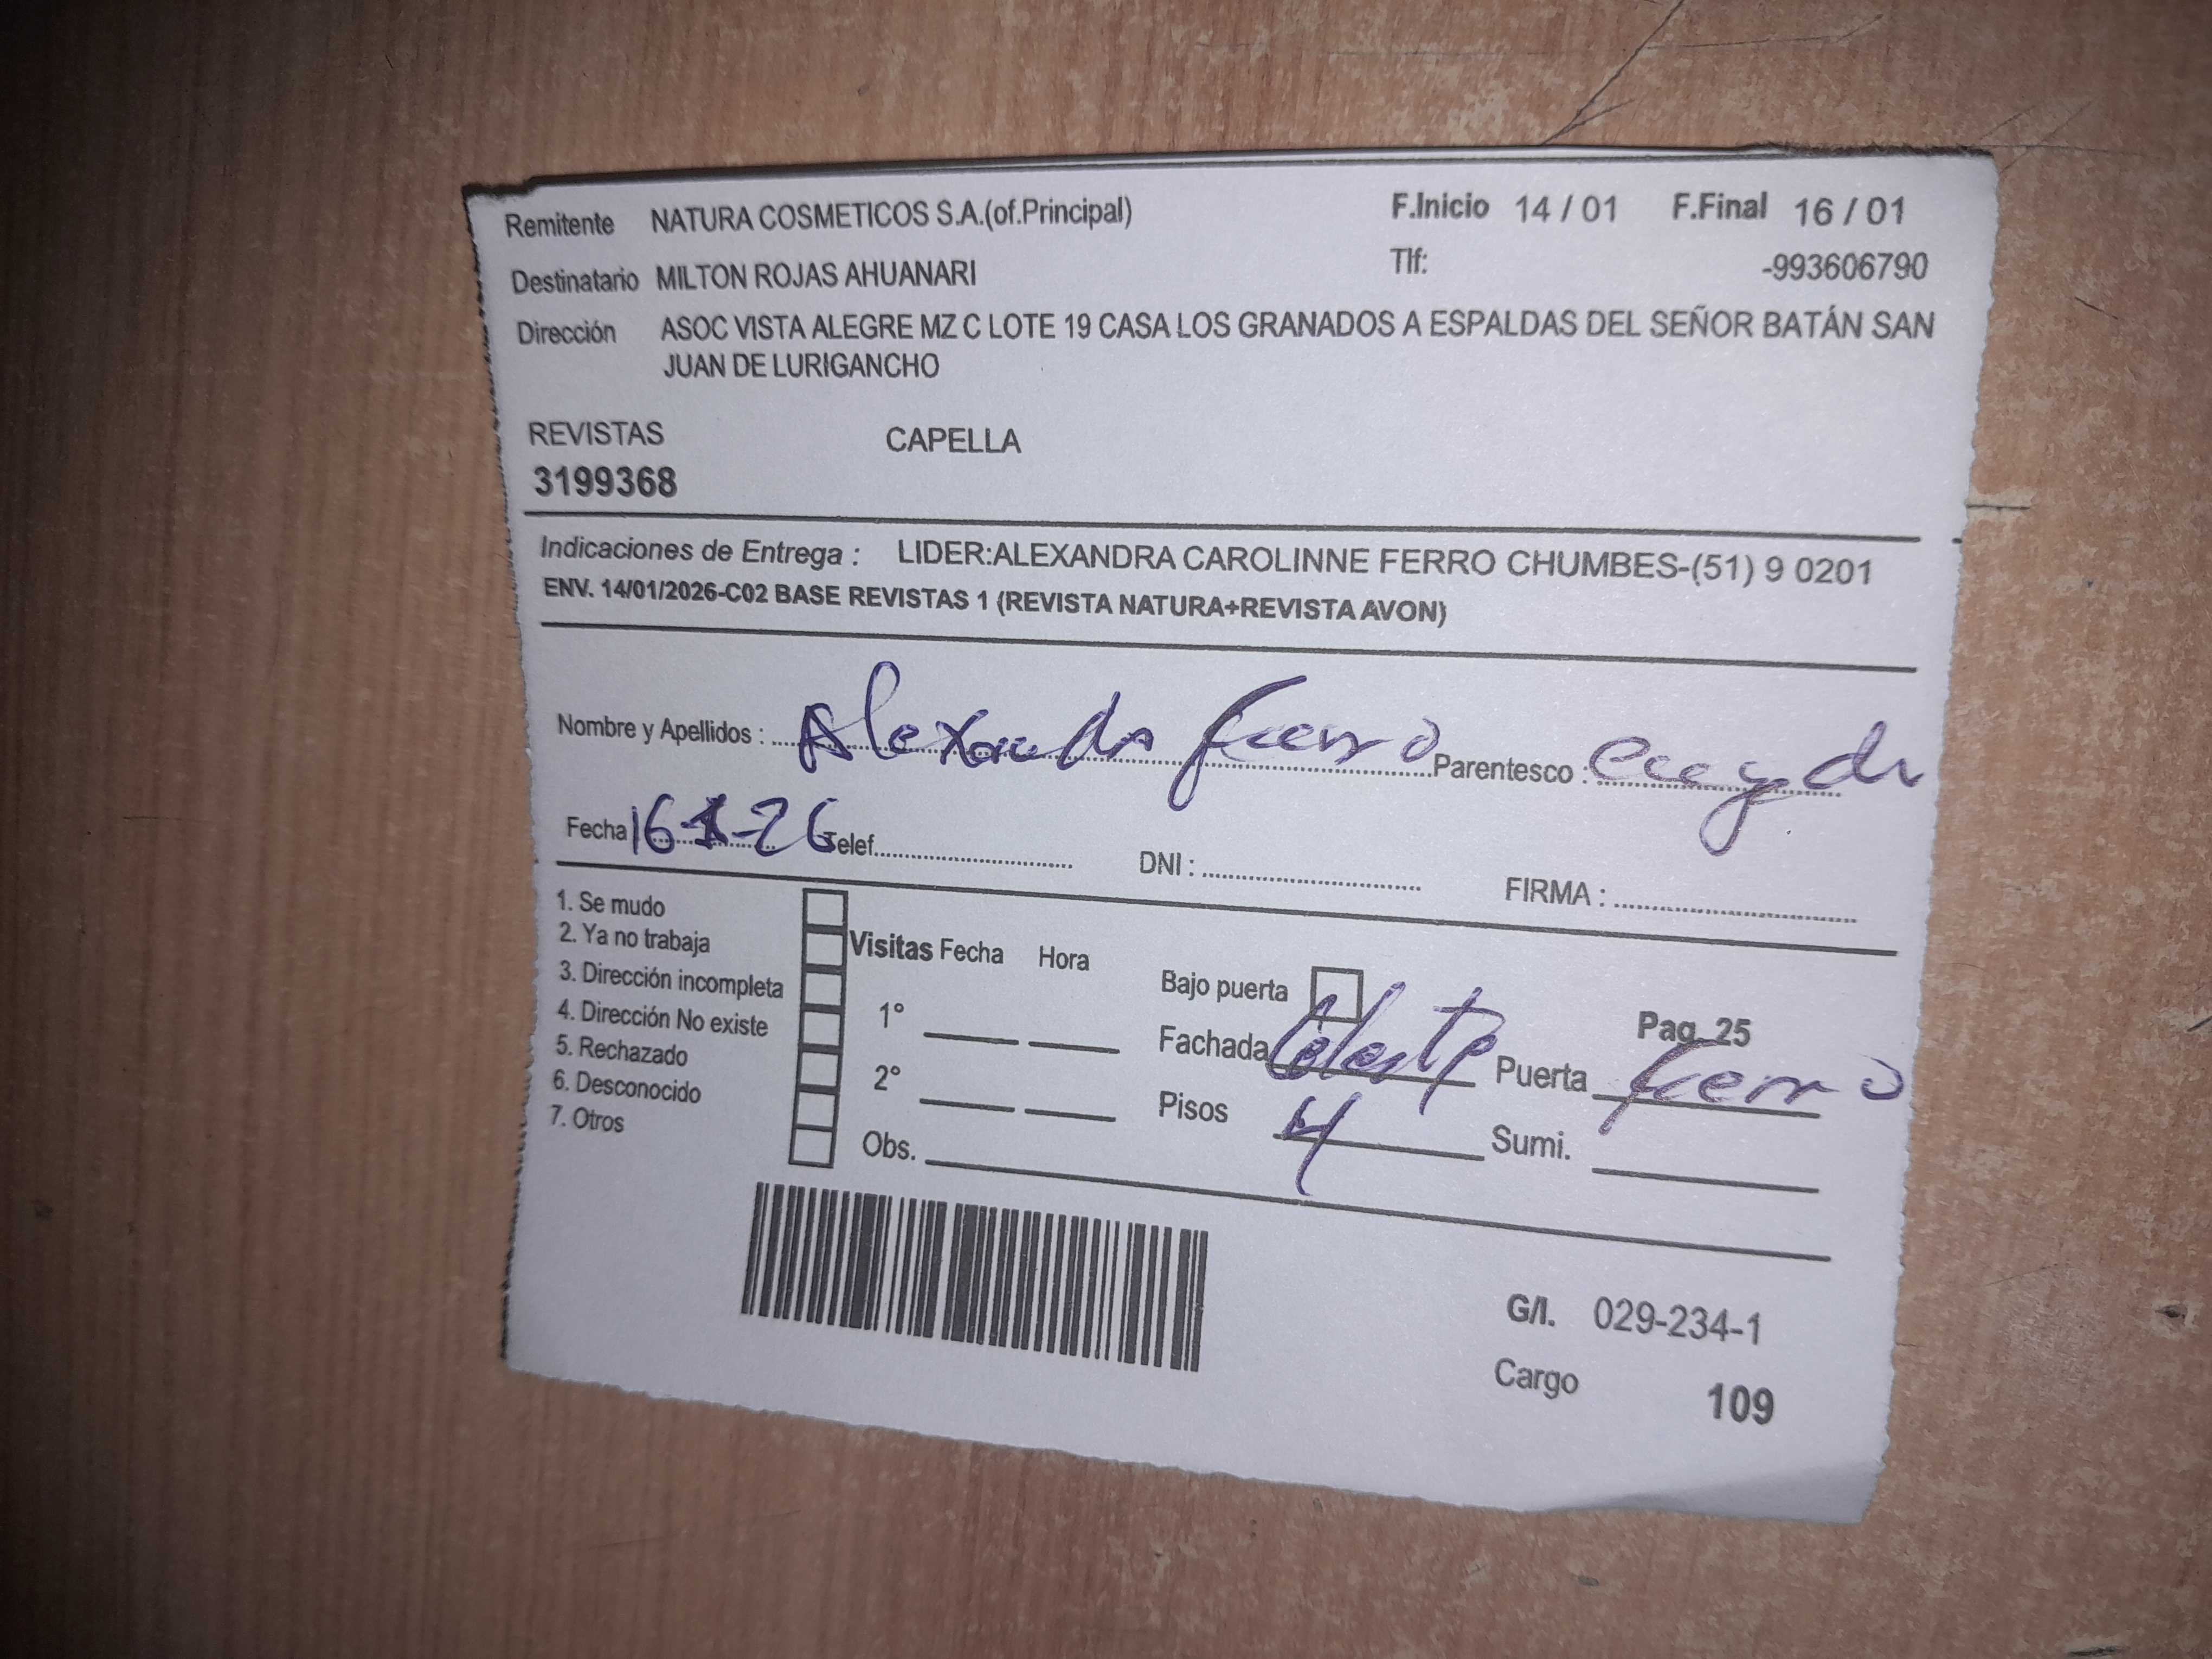 Remitente NATURA COSMETICOS S.A.(of.Principal) F.Inicio 14 / 01 F.Final 16 / 01
Destinatario MILTON ROJAS AHUANARI Tlf: -993606790
Dirección ASOC VISTA ALEGRE MZ C LOTE 19 CASA LOS GRANADOS A ESPALDAS DEL SEÑOR BATÁN SAN
JUAN DE LURIGANCHO
REVISTAS CAPELLA
3199368
Indicaciones de Entrega : LIDER:ALEXANDRA CAROLINNE FERRO CHUMBES-(51) 9 0201
ENV. 14/01/2026-C02 BASE REVISTAS 1 (REVISTA NATURA+REVISTA AVON)
Nombre y Apellidos : Alexandra Fierro Parentesco :
Fecha 16-1-26 Telef. DNI : FIRMA :
1. Se mudo
2. Ya no trabaja
3. Dirección incompleta
4. Dirección No existe
5. Rechazado
6. Desconocido
7. Otros
Visitas Fecha Hora
1°
2°
Obs.
Bajo puerta
Pag. 25
Fachada Celeste Puerta Fierro
Pisos 4 Sumi.
G/I. 029-234-1
Cargo 109